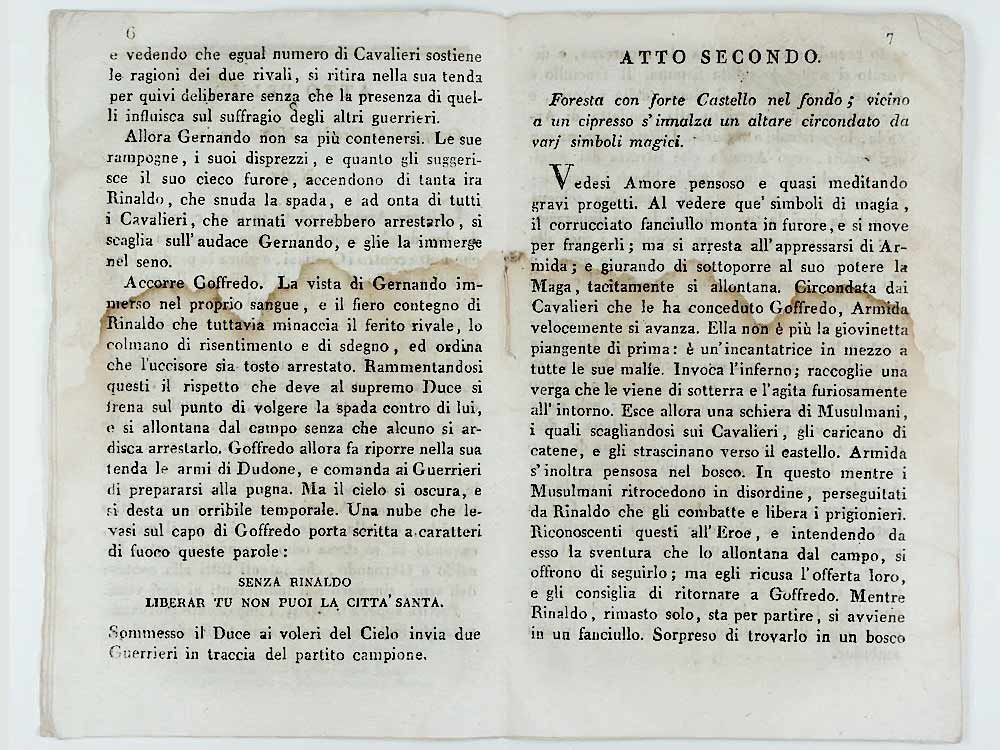 6
e vedendo che egual numero di Cavalieri sostiene
le ragioni dei due rivali, si ritira nella sua tenda
per quivi deliberare senza che la presenza di quel-
li influisca sul suffragio degli altri guerrieri.
Allora Gernando non sa più contenersi. Le sue
rampogne, i suoi disprezzi, e quanto gli suggeri-
sce il suo cieco furore, accendono di tanta ira
Rinaldo, che snuda la spada, e ad onta di tutti
i Cavalieri, che armati vorrebbero arrestarlo, si
scaglia sull'audace Gernando, e glie la immerge
nel seno.
Accorre Goffredo. La vista di Gernando im-
merso nel proprio sangue, e il fiero contegno di
Rinaldo che tuttavia minaccia il ferito rivale, lo
colmano di risentimento e di sdegno, ed ordina
che l'uccisore sia tosto arrestato. Rammentandosi
questi il rispetto che deve al supremo Duce si
frena sul punto di volgere la spada contro di lui,
e si allontana dal campo senza che alcuno si ar-
disca arrestarlo. Goffredo allora fa riporre nella sua
tenda le armi di Dudone, e comanda ai Guerrieri
di prepararsi alla pugna. Ma il cielo si oscura, e
si desta un orribile temporale. Una nube che le-
vasi sul capo di Goffredo porta scritta a caratteri
di fuoco queste parole:
SENZA RINALDO
LIBERAR TU NON PUOI LA CITTA' SANTA.
Sommesso il Duce ai voleri del Cielo invia due
Guerrieri in traccia del partito campione.
7
ATTO SECONDO.
Foresta con forte Castello nel fondo; vicino
a un cipresso s'innalza un altare circondato da
varj simboli magici.
Vedesi Amore pensoso e quasi meditando
gravi progetti. Al vedere que' simboli di magía,
il corrucciato fanciullo monta in furore, e si move
per frangerli; ma si arresta all'appressarsi di Ar-
mida; e giurando di sottoporre al suo potere la
Maga, tacitamente si allontana. Circondata dai
Cavalieri che le ha conceduto Goffredo, Armida
velocemente si avanza. Ella non è più la giovinetta
piangente di prima: è un'incantatrice in mezzo a
tutte le sue malíe. Invoca l'inferno; raccoglie una
verga che le viene di sotterra e l'agita furiosamente
all'intorno. Esce allora una schiera di Musulmani,
i quali scagliandosi sui Cavalieri, gli caricano di
catene, e gli strascinano verso il castello. Armida
s'inoltra pensosa nel bosco. In questo mentre i
Musulmani ritrocedono in disordine, perseguitati
da Rinaldo che gli combatte e libera i prigionieri.
Riconoscenti questi all'Eroe, e intendendo da
esso la sventura che lo allontana dal campo, si
offrono di seguirlo; ma egli ricusa l'offerta loro,
e gli consiglia di ritornare a Goffredo. Mentre
Rinaldo, rimasto solo, sta per partire, si avviene
in un fanciullo. Sorpreso di trovarlo in un bosco